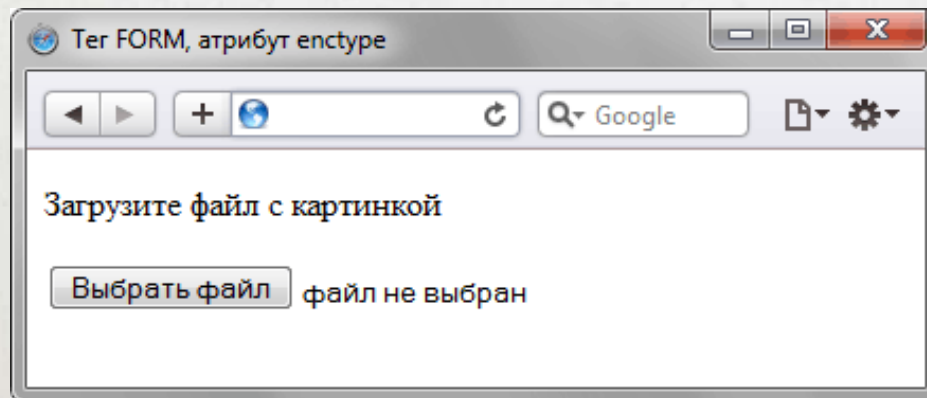 Тег FORM, атрибут enctype
Google
Загрузите файл с картинкой
Выбрать файл файл не выбран